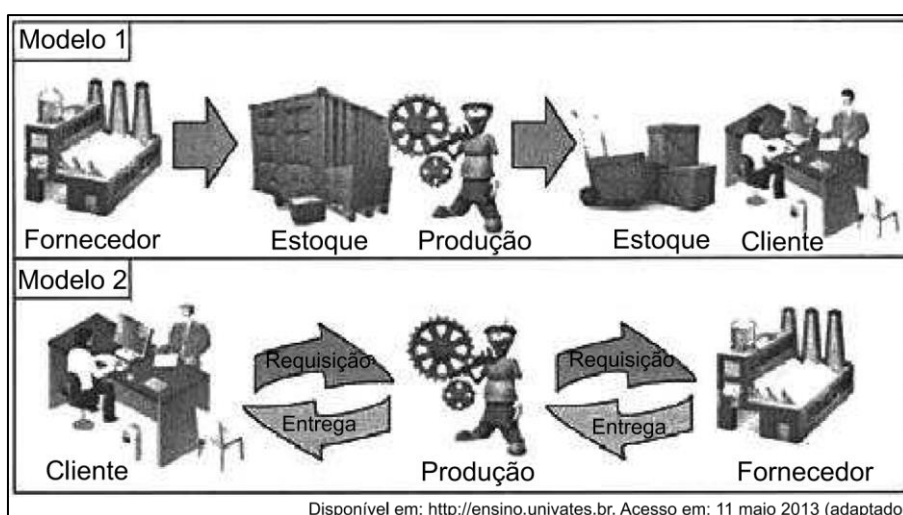 Modelo 1
Fornecedor Estoque Produção Estoque Cliente
Modelo 2
Requisição Requisição
Entrega Entrega
Cliente Produção Fornecedor
Disponível em: http://ensino.univates.br. Acesso em: 11 maio 2013 (adaptado